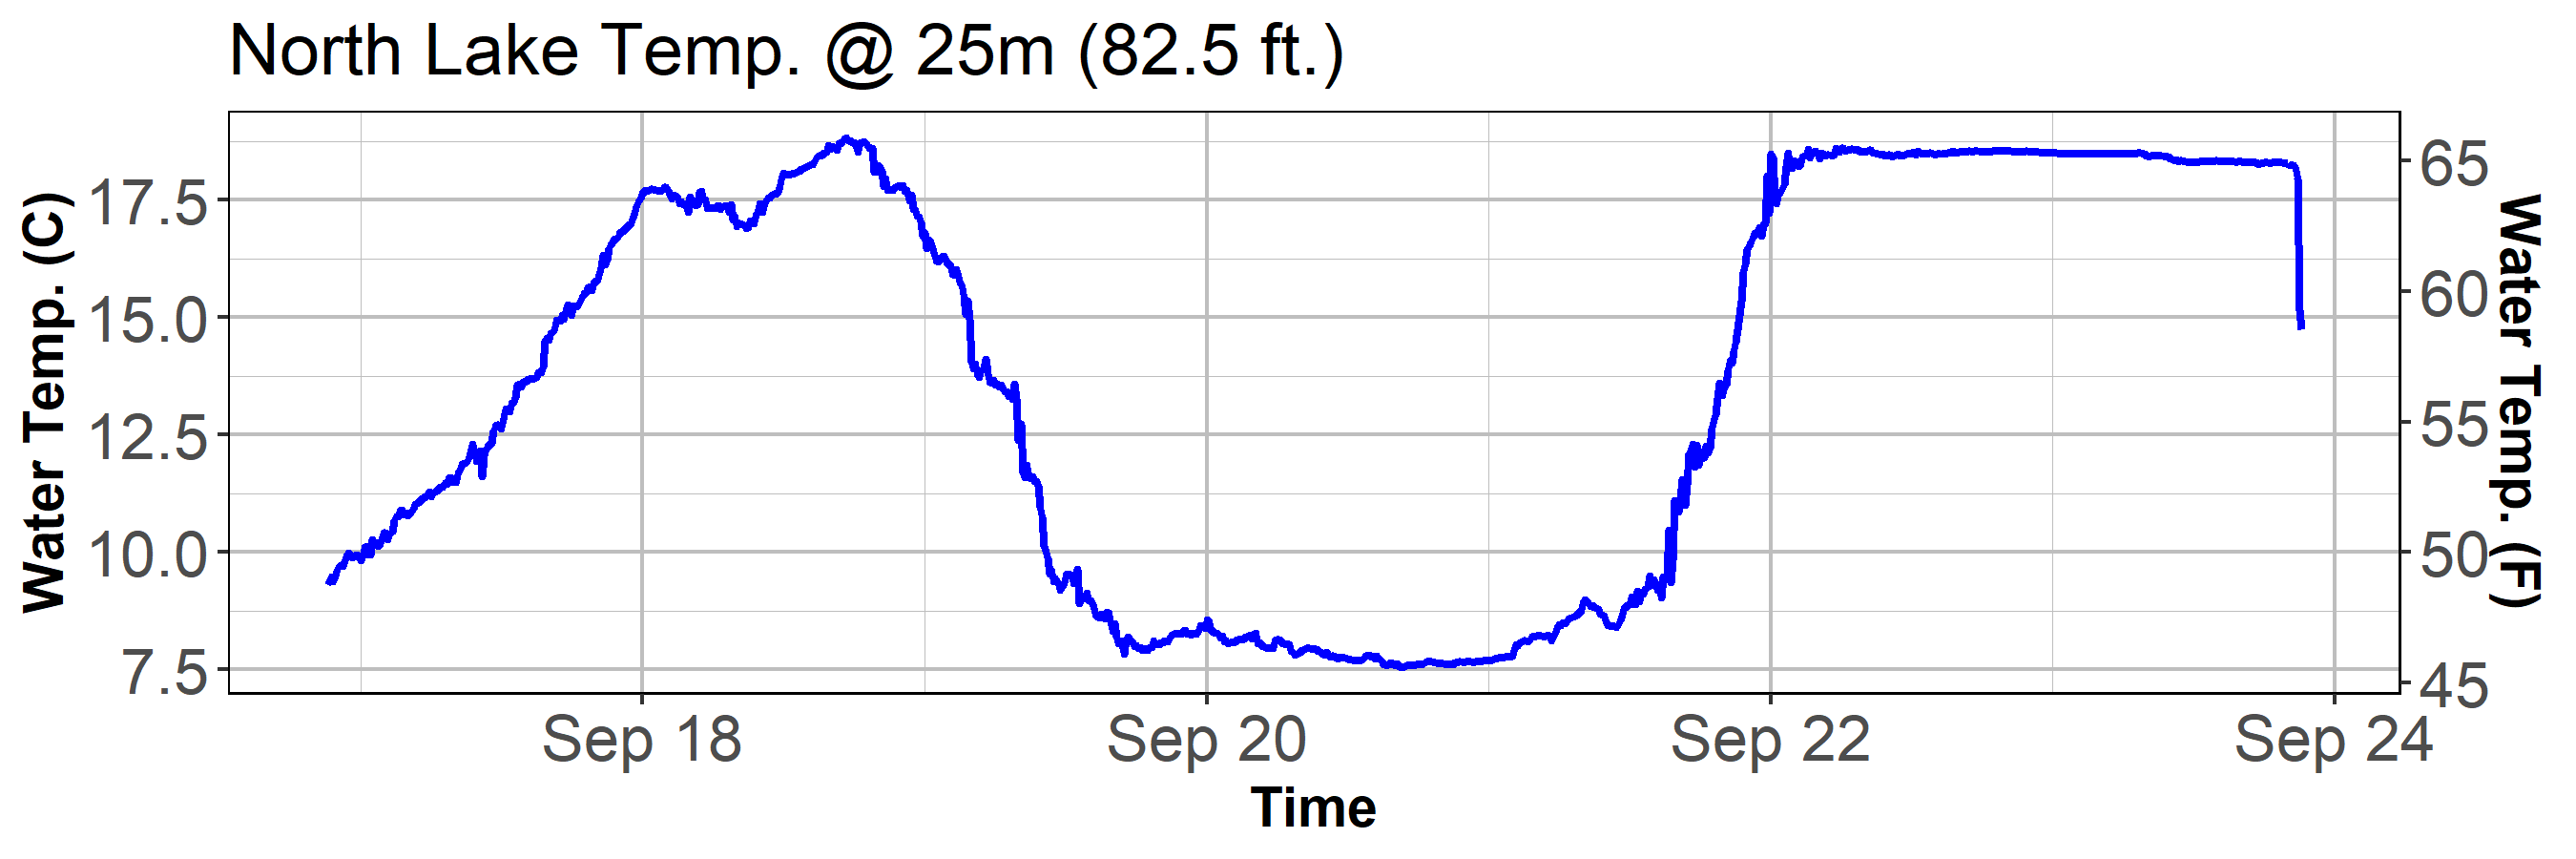 North Lake Temp. @ 25m (82.5 ft.)
Water Temp. (C)
17.5
15.0
12.5
10.0
7.5
65
60
55
50
45
Water Temp. (F)
Sep 18 Sep 20 Sep 22 Sep 24
Time